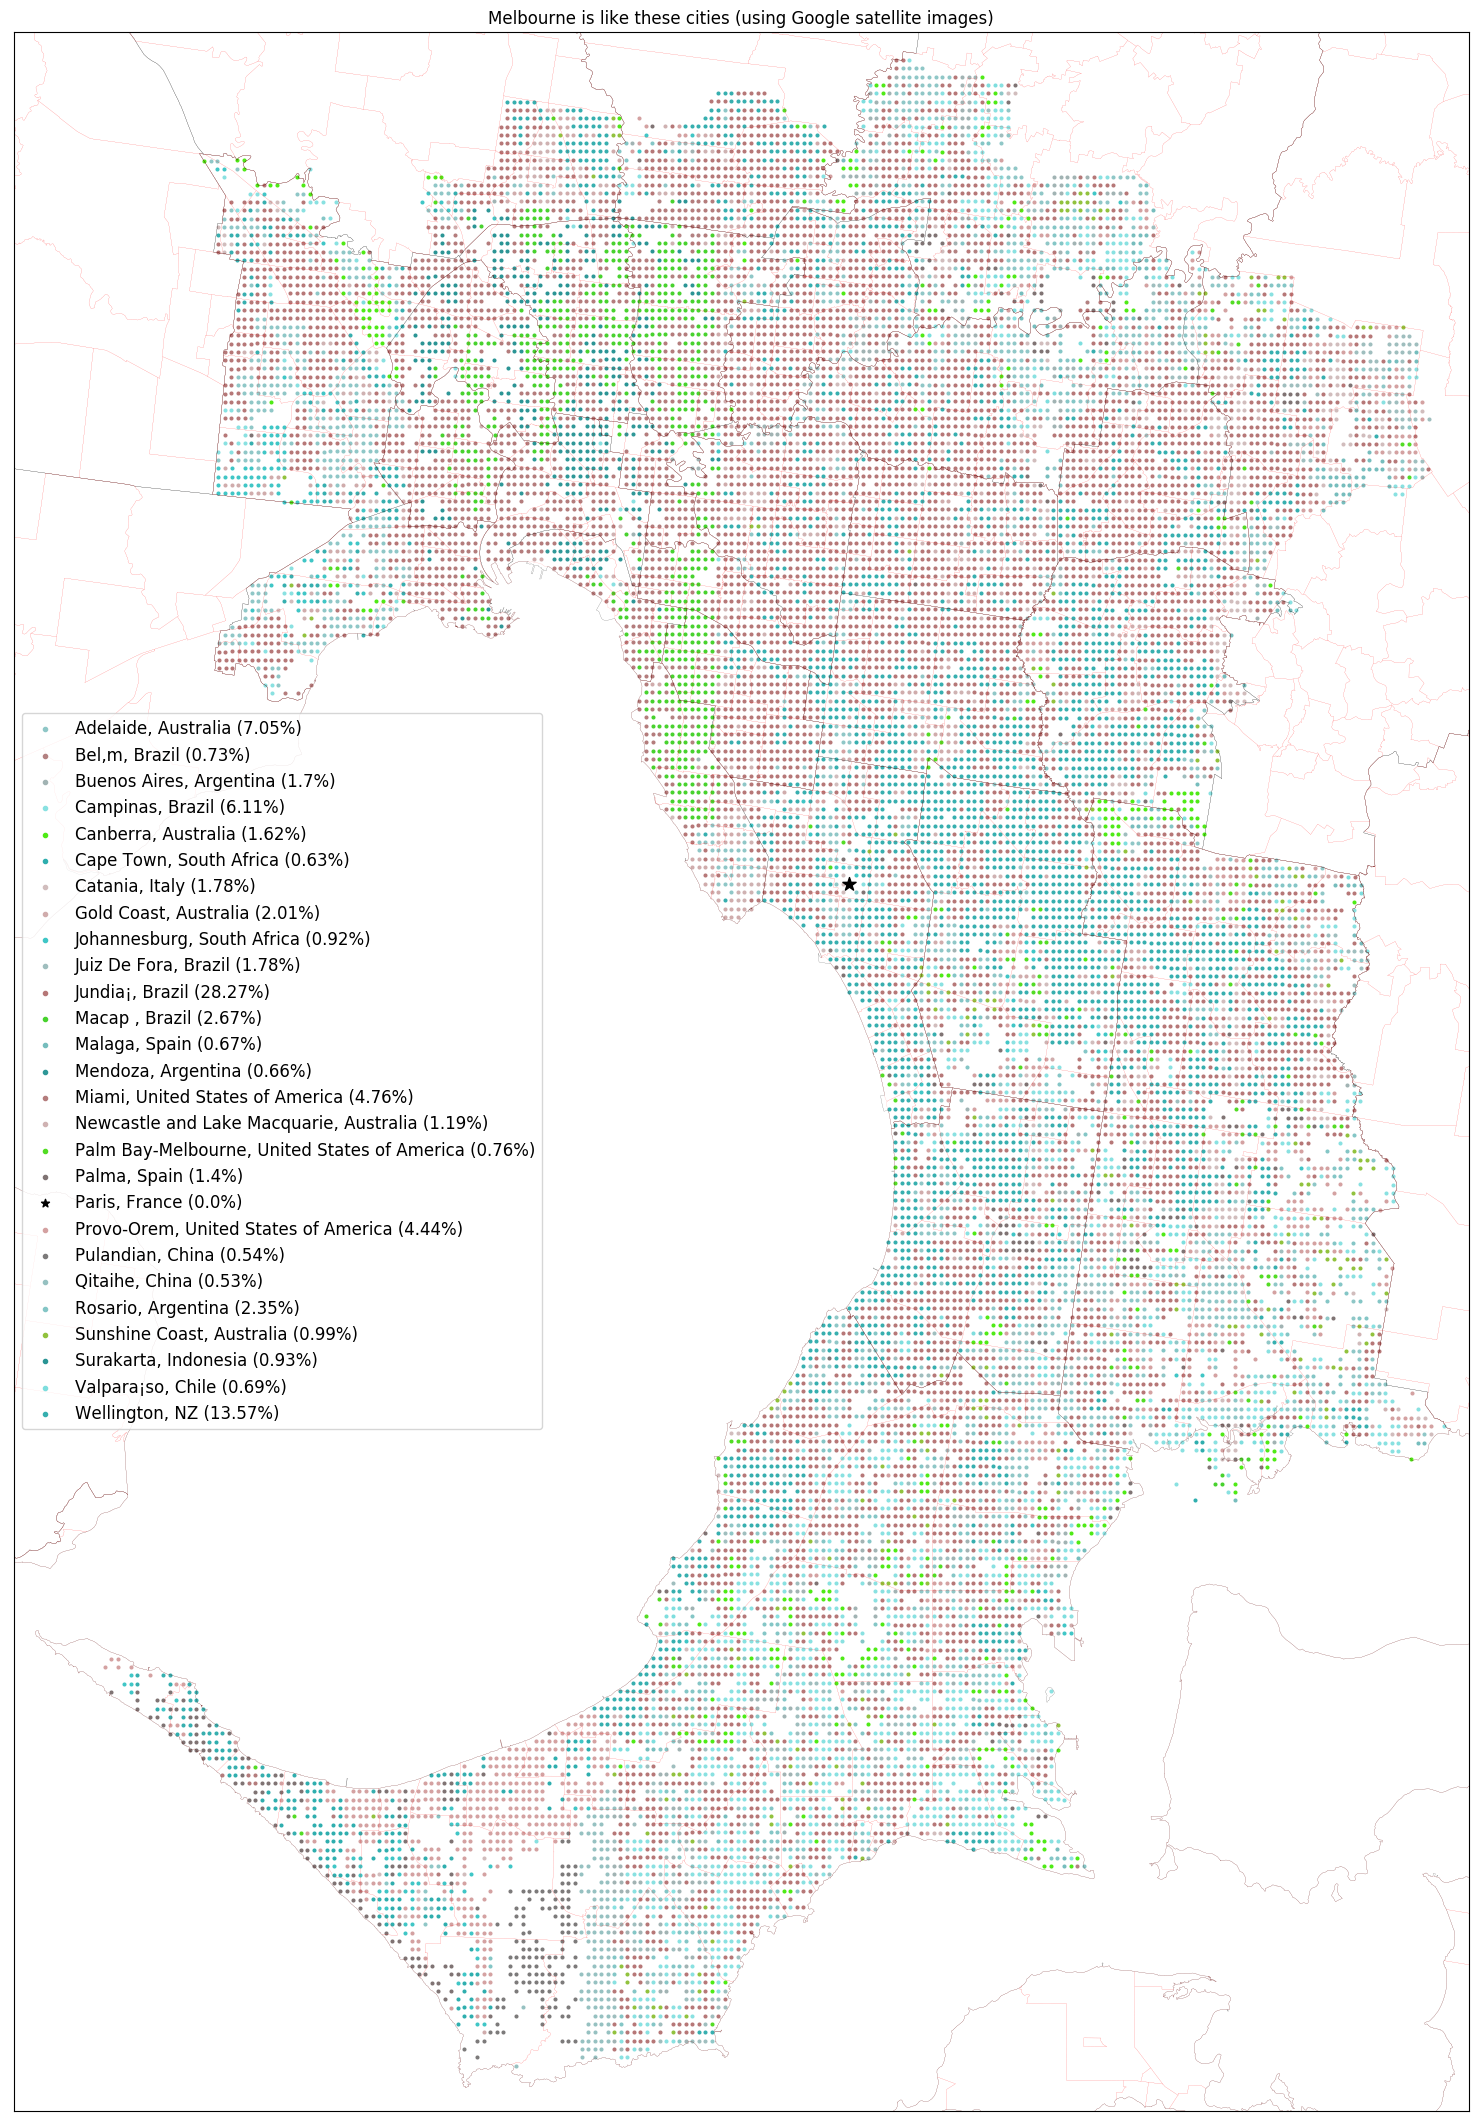 Melbourne is like these cities (using Google satellite images)
Adelaide, Australia (7.05%)
Bel,m, Brazil (0.73%)
Buenos Aires, Argentina (1.7%)
Campinas, Brazil (6.11%)
Canberra, Australia (1.62%)
Cape Town, South Africa (0.63%)
Catania, Italy (1.78%)
Gold Coast, Australia (2.01%)
Johannesburg, South Africa (0.92%)
Juiz De Fora, Brazil (1.78%)
Jundia¡, Brazil (28.27%)
Macap , Brazil (2.67%)
Malaga, Spain (0.67%)
Mendoza, Argentina (0.66%)
Miami, United States of America (4.76%)
Newcastle and Lake Macquarie, Australia (1.19%)
Palm Bay-Melbourne, United States of America (0.76%)
Palma, Spain (1.4%)
Paris, France (0.0%)
Provo-Orem, United States of America (4.44%)
Pulandian, China (0.54%)
Qitaihe, China (0.53%)
Rosario, Argentina (2.35%)
Sunshine Coast, Australia (0.99%)
Surakarta, Indonesia (0.93%)
Valpara¡so, Chile (0.69%)
Wellington, NZ (13.57%)